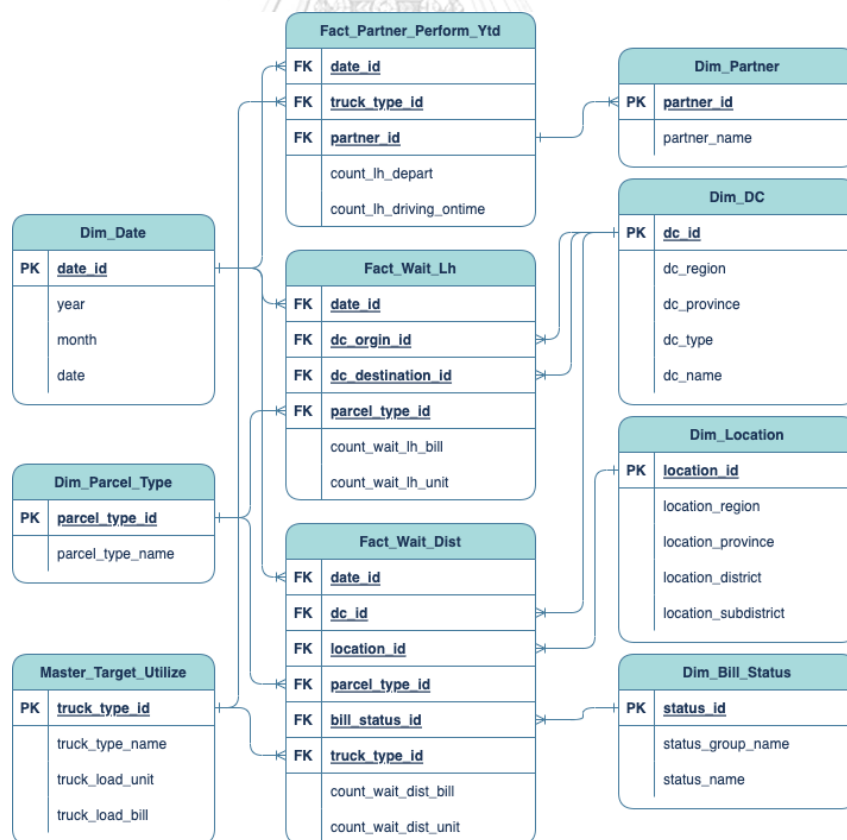 Fact_Partner_Perform_Ytd
FK date_id
FK truck_type_id
FK partner_id
count_lh_depart
count_lh_driving_ontime
Dim_Partner
PK partner_id
partner_name
Dim_DC
PK dc_id
dc_region
dc_province
dc_type
dc_name
Dim_Date
PK date_id
year
month
date
Fact_Wait_Lh
FK date_id
FK dc_orgin_id
FK dc_destination_id
FK parcel_type_id
count_wait_lh_bill
count_wait_lh_unit
Dim_Location
PK location_id
location_region
location_province
location_district
location_subdistrict
Dim_Parcel_Type
PK parcel_type_id
parcel_type_name
Fact_Wait_Dist
FK date_id
FK dc_id
FK location_id
FK parcel_type_id
FK bill_status_id
FK truck_type_id
count_wait_dist_bill
count_wait_dist_unit
Master_Target_Utilize
PK truck_type_id
truck_type_name
truck_load_unit
truck_load_bill
Dim_Bill_Status
PK status_id
status_group_name
status_name